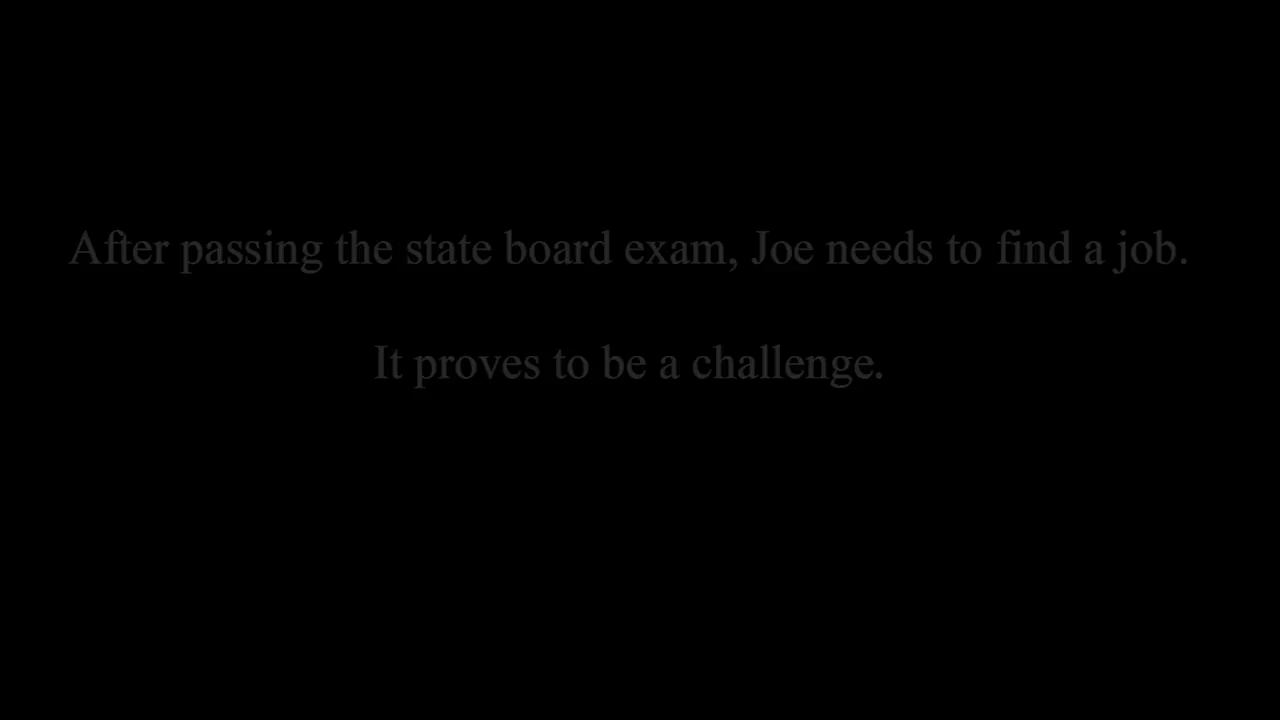 After passing the state board exam, Joe needs to find a job.
It proves to be a challenge.